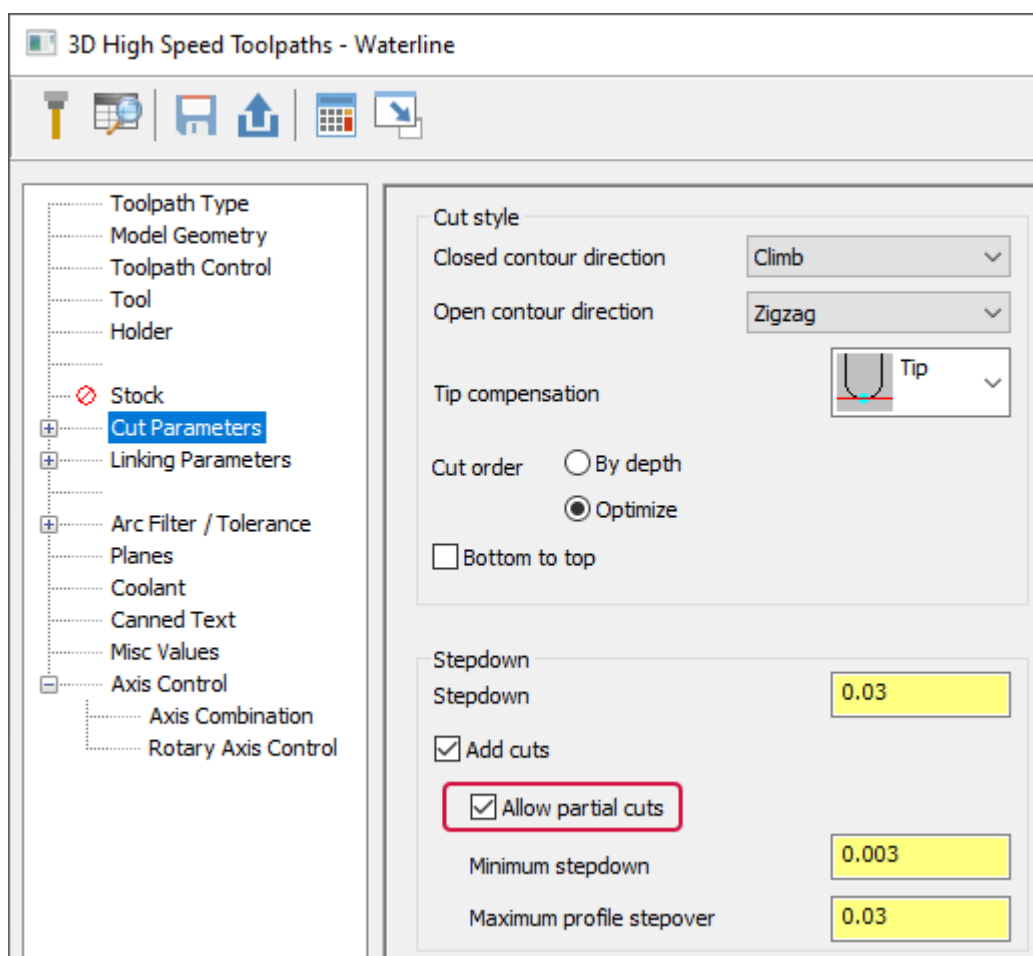 3D High Speed Toolpaths - Waterline
Toolpath Type
Model Geometry
Toolpath Control
Tool
Holder
Stock
Cut Parameters
Linking Parameters
Arc Filter / Tolerance
Planes
Coolant
Canned Text
Misc Values
Axis Control
Axis Combination
Rotary Axis Control
Cut style
Closed contour direction Climb
Open contour direction Zigzag
Tip compensation Tip
Cut order By depth
Optimize
Bottom to top
Stepdown
Stepdown 0.03
Add cuts
Allow partial cuts
Minimum stepdown 0.003
Maximum profile stepover 0.03